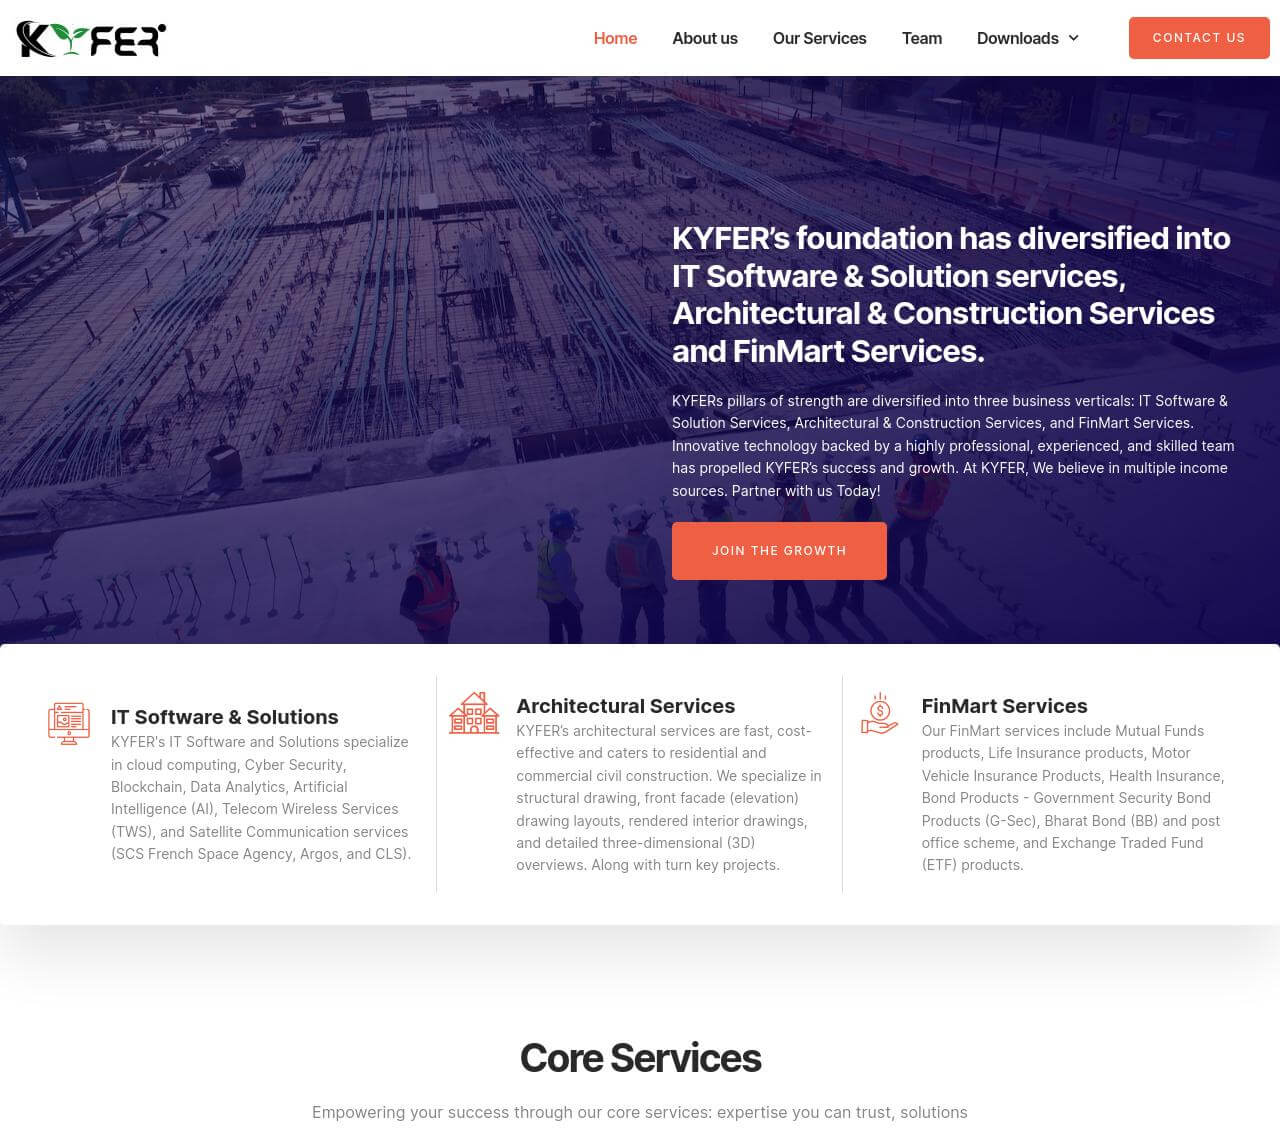 KYFER
Home
About us
Our Services
Team
Downloads
CONTACT US
KYFER’s foundation has diversified into
IT Software & Solution services,
Architectural & Construction Services
and FinMart Services.
KYFERs pillars of strength are diversified into three business verticals: IT Software &
Solution Services, Architectural & Construction Services, and FinMart Services.
Innovative technology backed by a highly professional, experienced, and skilled team
has propelled KYFER’s success and growth. At KYFER, We believe in multiple income
sources. Partner with us Today!
JOIN THE GROWTH
IT Software & Solutions
KYFER's IT Software and Solutions specialize
in cloud computing, Cyber Security,
Blockchain, Data Analytics, Artificial
Intelligence (AI), Telecom Wireless Services
(TWS), and Satellite Communication services
(SCS French Space Agency, Argos, and CLS).
Architectural Services
KYFER’s architectural services are fast, cost-
effective and caters to residential and
commercial civil construction. We specialize in
structural drawing, front facade (elevation)
drawing layouts, rendered interior drawings,
and detailed three-dimensional (3D)
overviews. Along with turn key projects.
FinMart Services
Our FinMart services include Mutual Funds
products, Life Insurance products, Motor
Vehicle Insurance Products, Health Insurance,
Bond Products - Government Security Bond
Products (G-Sec), Bharat Bond (BB) and post
office scheme, and Exchange Traded Fund
(ETF) products.
Core Services
Empowering your success through our core services: expertise you can trust, solutions